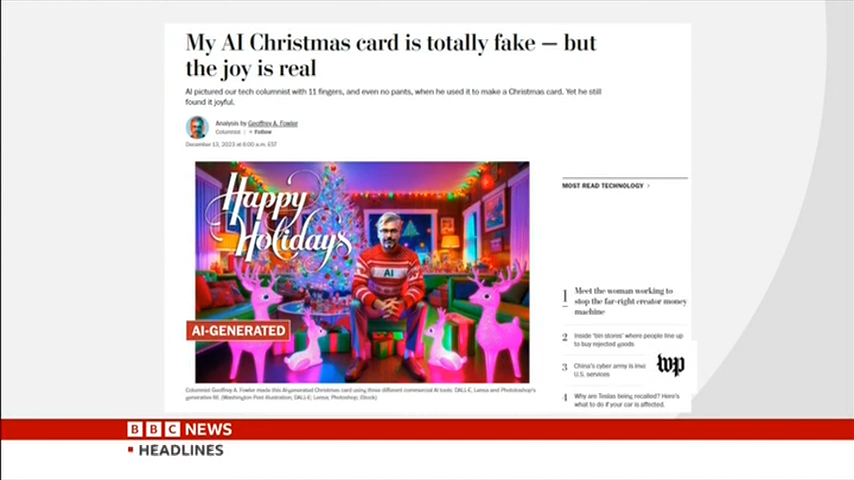 My AI Christmas card is totally fake — but
the joy is real
AI pictured our tech columnist with 11 fingers, and even no pants, when he used it to make a Christmas card. Yet he still
found it joyful.
Analysis by Geoffrey A. Fowler
Columnist | + Follow
December 13, 2023 at 8:00 a.m. EST
Happy
Holidays
AI
AI-GENERATED
Columnist Geoffrey A. Fowler made this AI-generated Christmas card using three different commercial AI tools: DALL-E, Lensa and Photoshop's
generative fill. (Washington Post illustration; DALL-E; Lensa; Photoshop; iStock)
MOST READ TECHNOLOGY >
1 Meet the woman working to
stop the far-right creator money
machine
2 Inside 'bin stores' where people line up
to buy rejected goods
3 China's cyber army is inva
U.S. services
wp
4 Why are Teslas being recalled? Here's
what to do if your car is affected.
BBC NEWS
HEADLINES